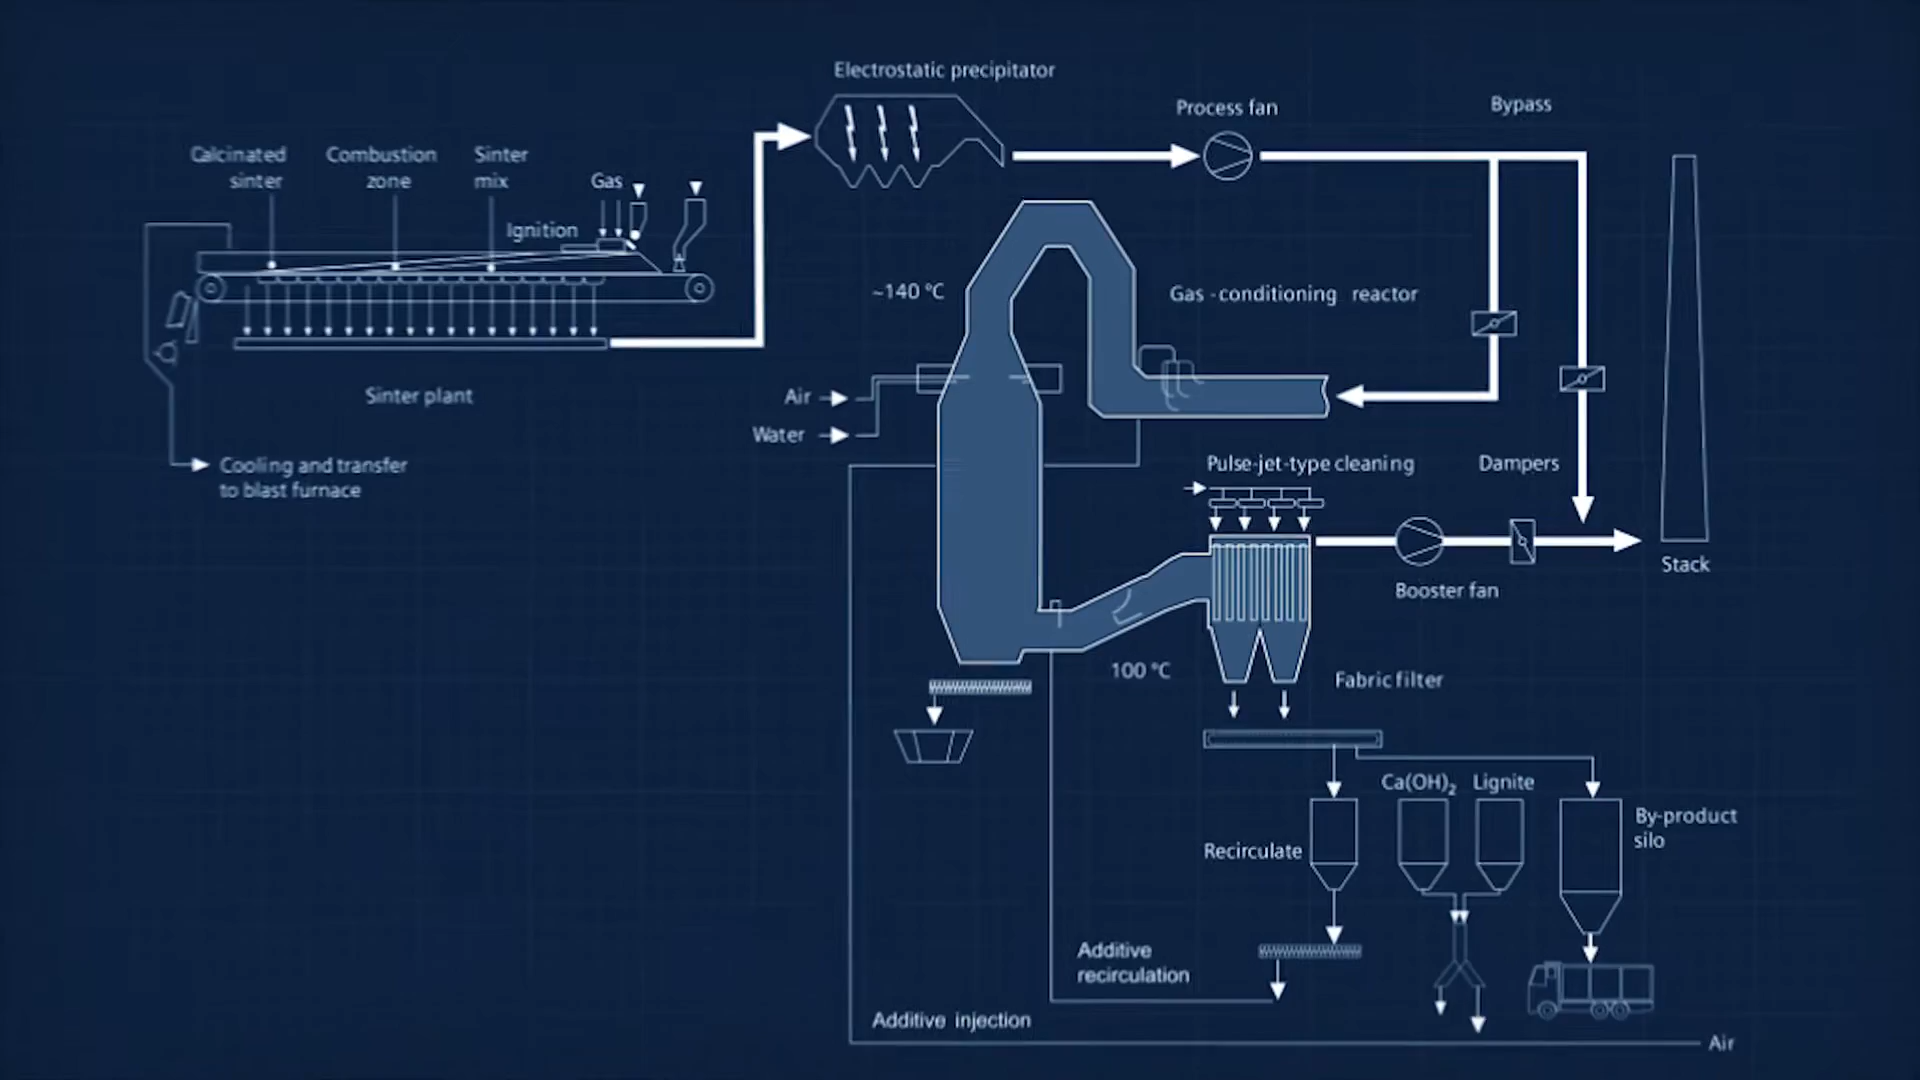 Electrostatic precipitator
Process fan
Bypass
Calcinated
sinter
Combustion
zone
Sinter
mix
Gas
Ignition
~140 °C
Gas-conditioning reactor
Sinter plant
Air
Water
Cooling and transfer
to blast furnace
Pulse-jet-type cleaning
Dampers
Stack
Booster fan
100 °C
Fabric filter
Ca(OH)₂
Lignite
By-product
silo
Recirculate
Additive
recirculation
Additive injection
Air